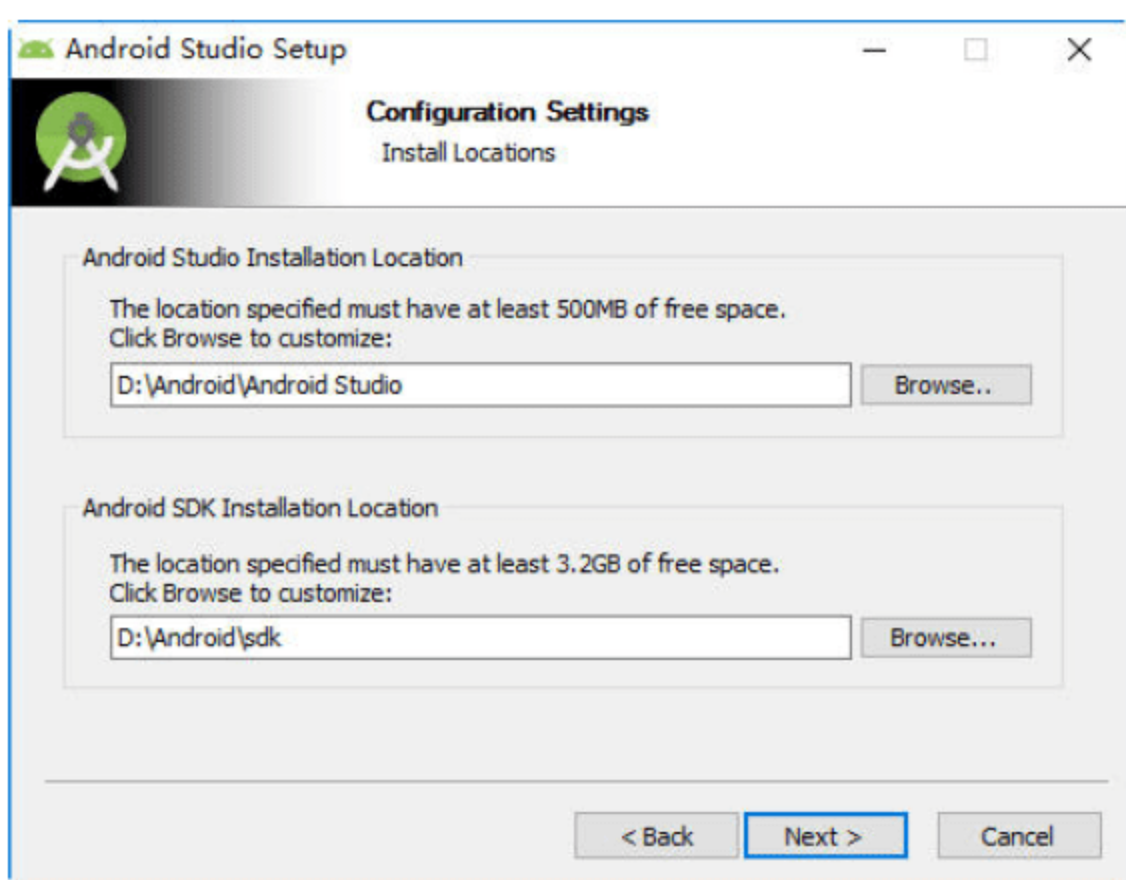 Android Studio Setup
Configuration Settings
Install Locations
Android Studio Installation Location
The location specified must have at least 500MB of free space.
Click Browse to customize:
D:\Android\Android Studio
Browse..
Android SDK Installation Location
The location specified must have at least 3.2GB of free space.
Click Browse to customize:
D:\Android\sdk
Browse...
< Back
Next >
Cancel